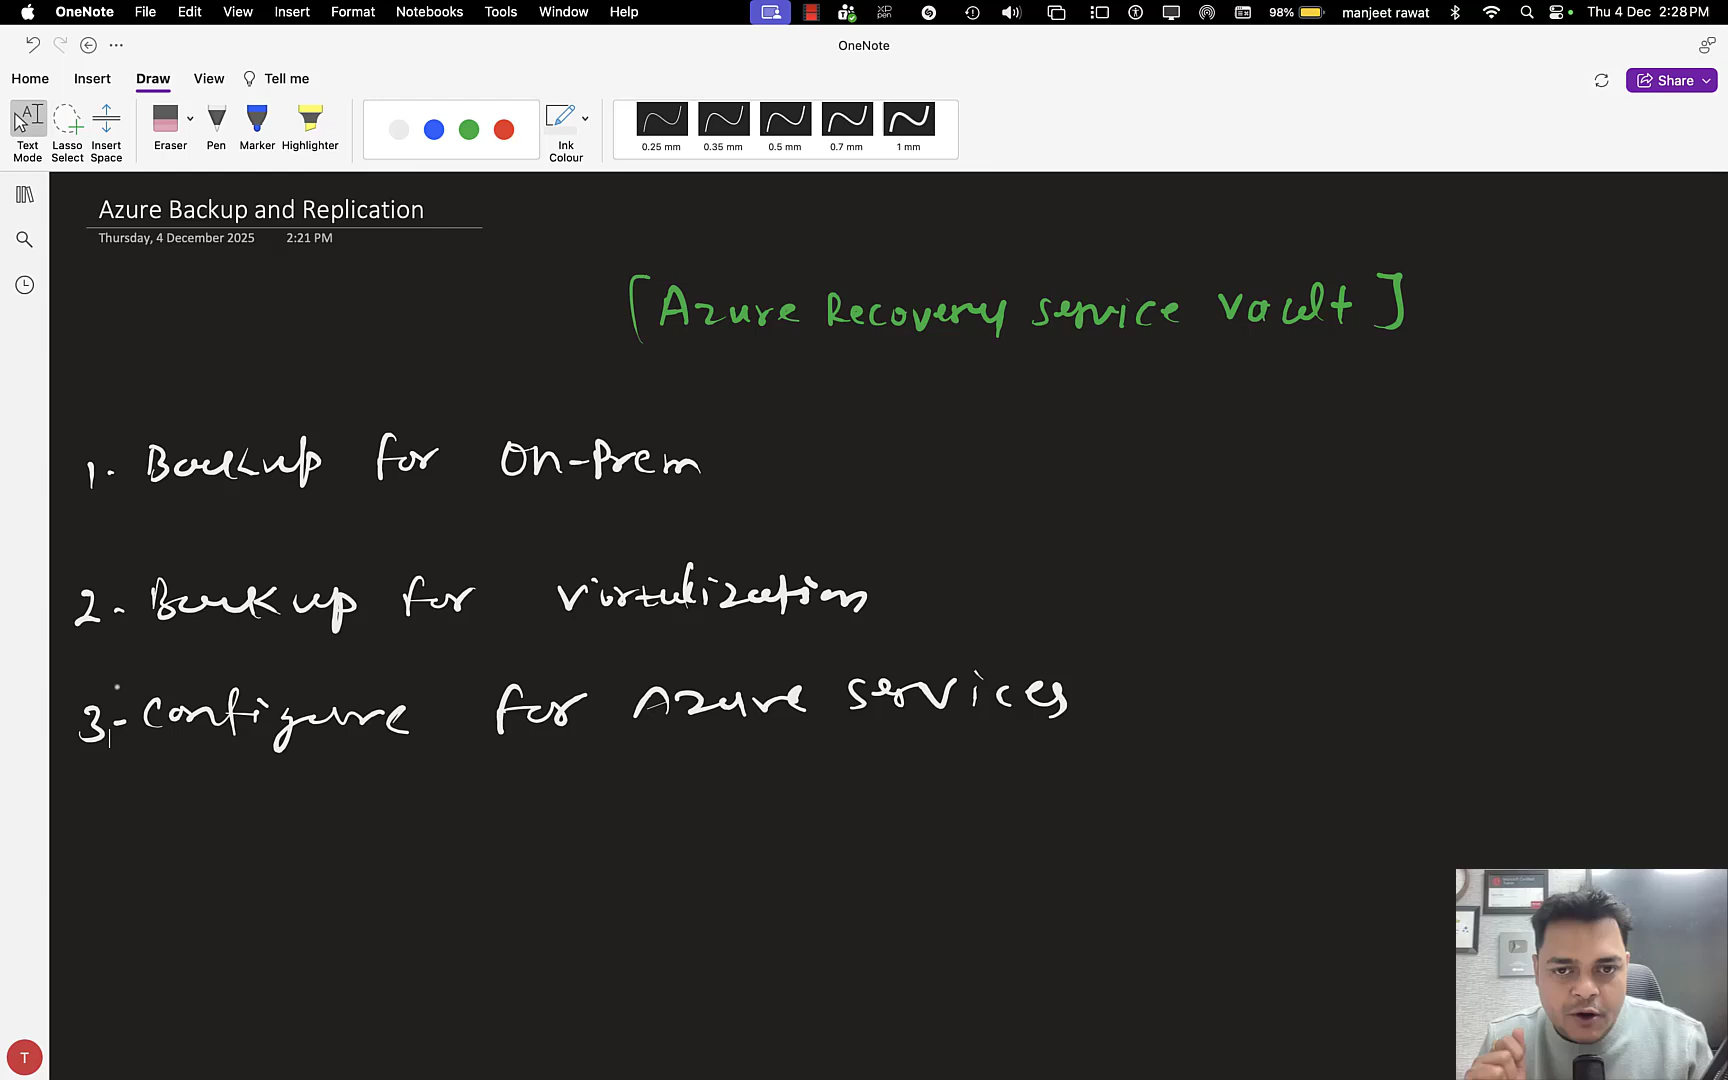 OneNote File Edit View Insert Format Notebooks Tools Window Help XP pen 98% manjeet rawat Thu 4 Dec 2:28 PM
OneNote
Home Insert Draw View Tell me Share
Text Mode Lasso Select Insert Space Eraser Pen Marker Highlighter Ink Colour 0.25 mm 0.35 mm 0.5 mm 0.7 mm 1 mm
Azure Backup and Replication
Thursday, 4 December 2025 2:21 PM
[Azure Recovery service vault]
1. Backup for On-Prem
2- Backup for virtulization
3- Configure for Azure services
T